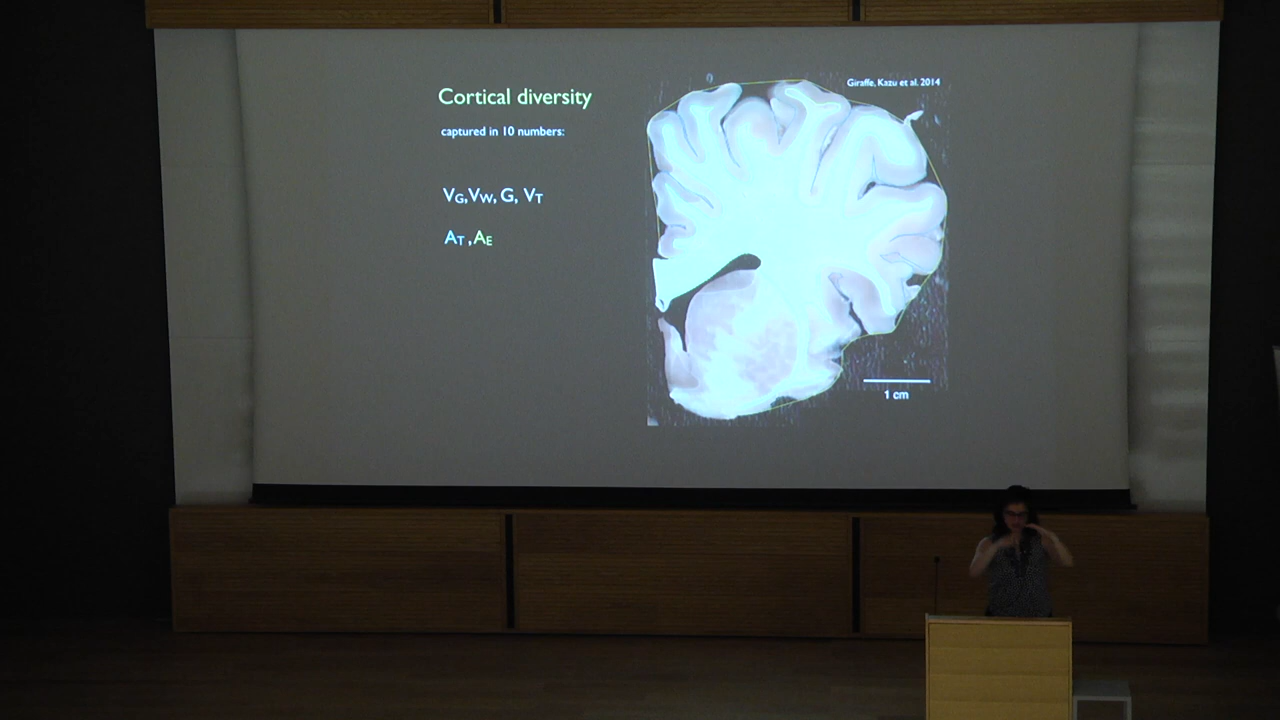 Cortical diversity
captured in 10 numbers:
VG,VW, G, VT
AT ,AE
Giraffe, Kazu et al. 2014
1 cm